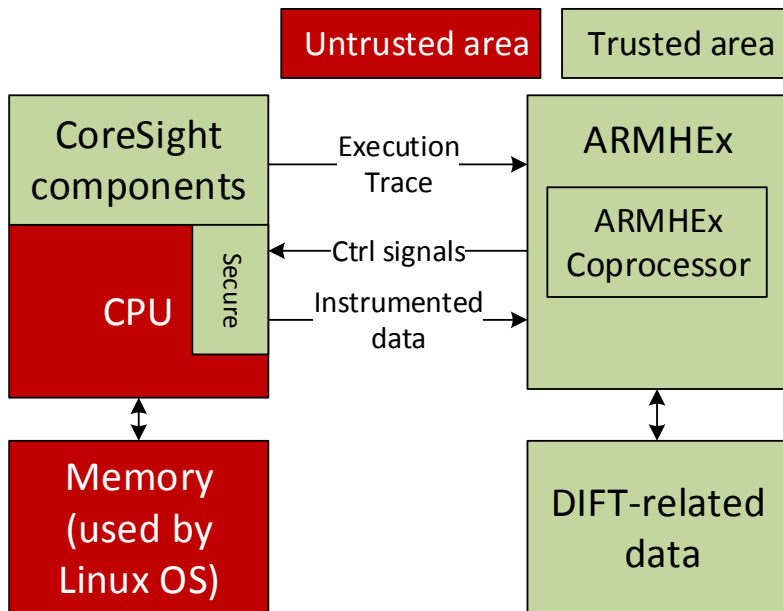 Untrusted area
Trusted area
CoreSight
components
Execution
Trace
ARMHEx
ARMHEx
Coprocessor
Ctrl signals
Secure
CPU
Instrumented
data
Memory
(used by
Linux OS)
DIFT-related
data